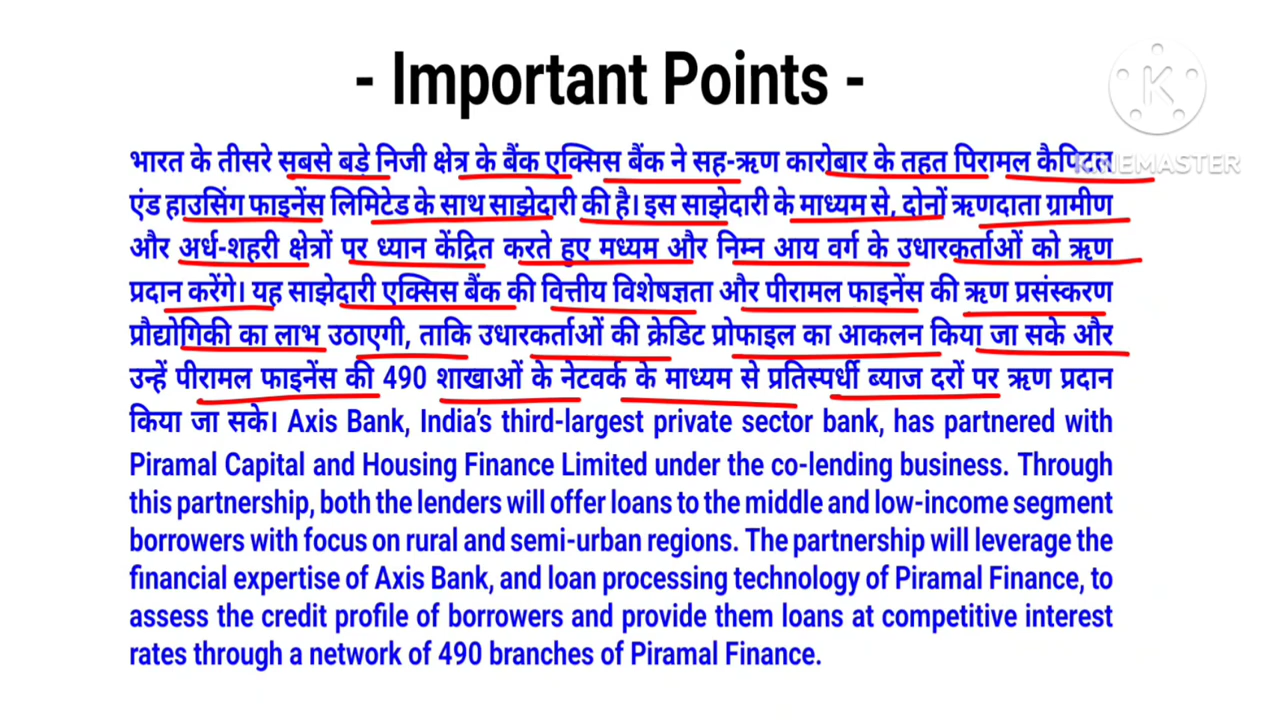 - Important Points -
K
KINEMASTER
भारत के तीसरे सबसे बड़े निजी क्षेत्र के बैंक एक्सिस बैंक ने सह-ऋण कारोबार के तहत पिरामल कैपिटल
एंड हाउसिंग फाइनेंस लिमिटेड के साथ साझेदारी की है। इस साझेदारी के माध्यम से, दोनों ऋणदाता ग्रामीण
और अर्ध-शहरी क्षेत्रों पर ध्यान केंद्रित करते हुए मध्यम और निम्न आय वर्ग के उधारकर्ताओं को ऋण
प्रदान करेंगे। यह साझेदारी एक्सिस बैंक की वित्तीय विशेषज्ञता और पीरामल फाइनेंस की ऋण प्रसंस्करण
प्रौद्योगिकी का लाभ उठाएगी, ताकि उधारकर्ताओं की क्रेडिट प्रोफाइल का आकलन किया जा सके और
उन्हें पीरामल फाइनेंस की 490 शाखाओं के नेटवर्क के माध्यम से प्रतिस्पर्धी ब्याज दरों पर ऋण प्रदान
किया जा सके। Axis Bank, India’s third-largest private sector bank, has partnered with
Piramal Capital and Housing Finance Limited under the co-lending business. Through
this partnership, both the lenders will offer loans to the middle and low-income segment
borrowers with focus on rural and semi-urban regions. The partnership will leverage the
financial expertise of Axis Bank, and loan processing technology of Piramal Finance, to
assess the credit profile of borrowers and provide them loans at competitive interest
rates through a network of 490 branches of Piramal Finance.